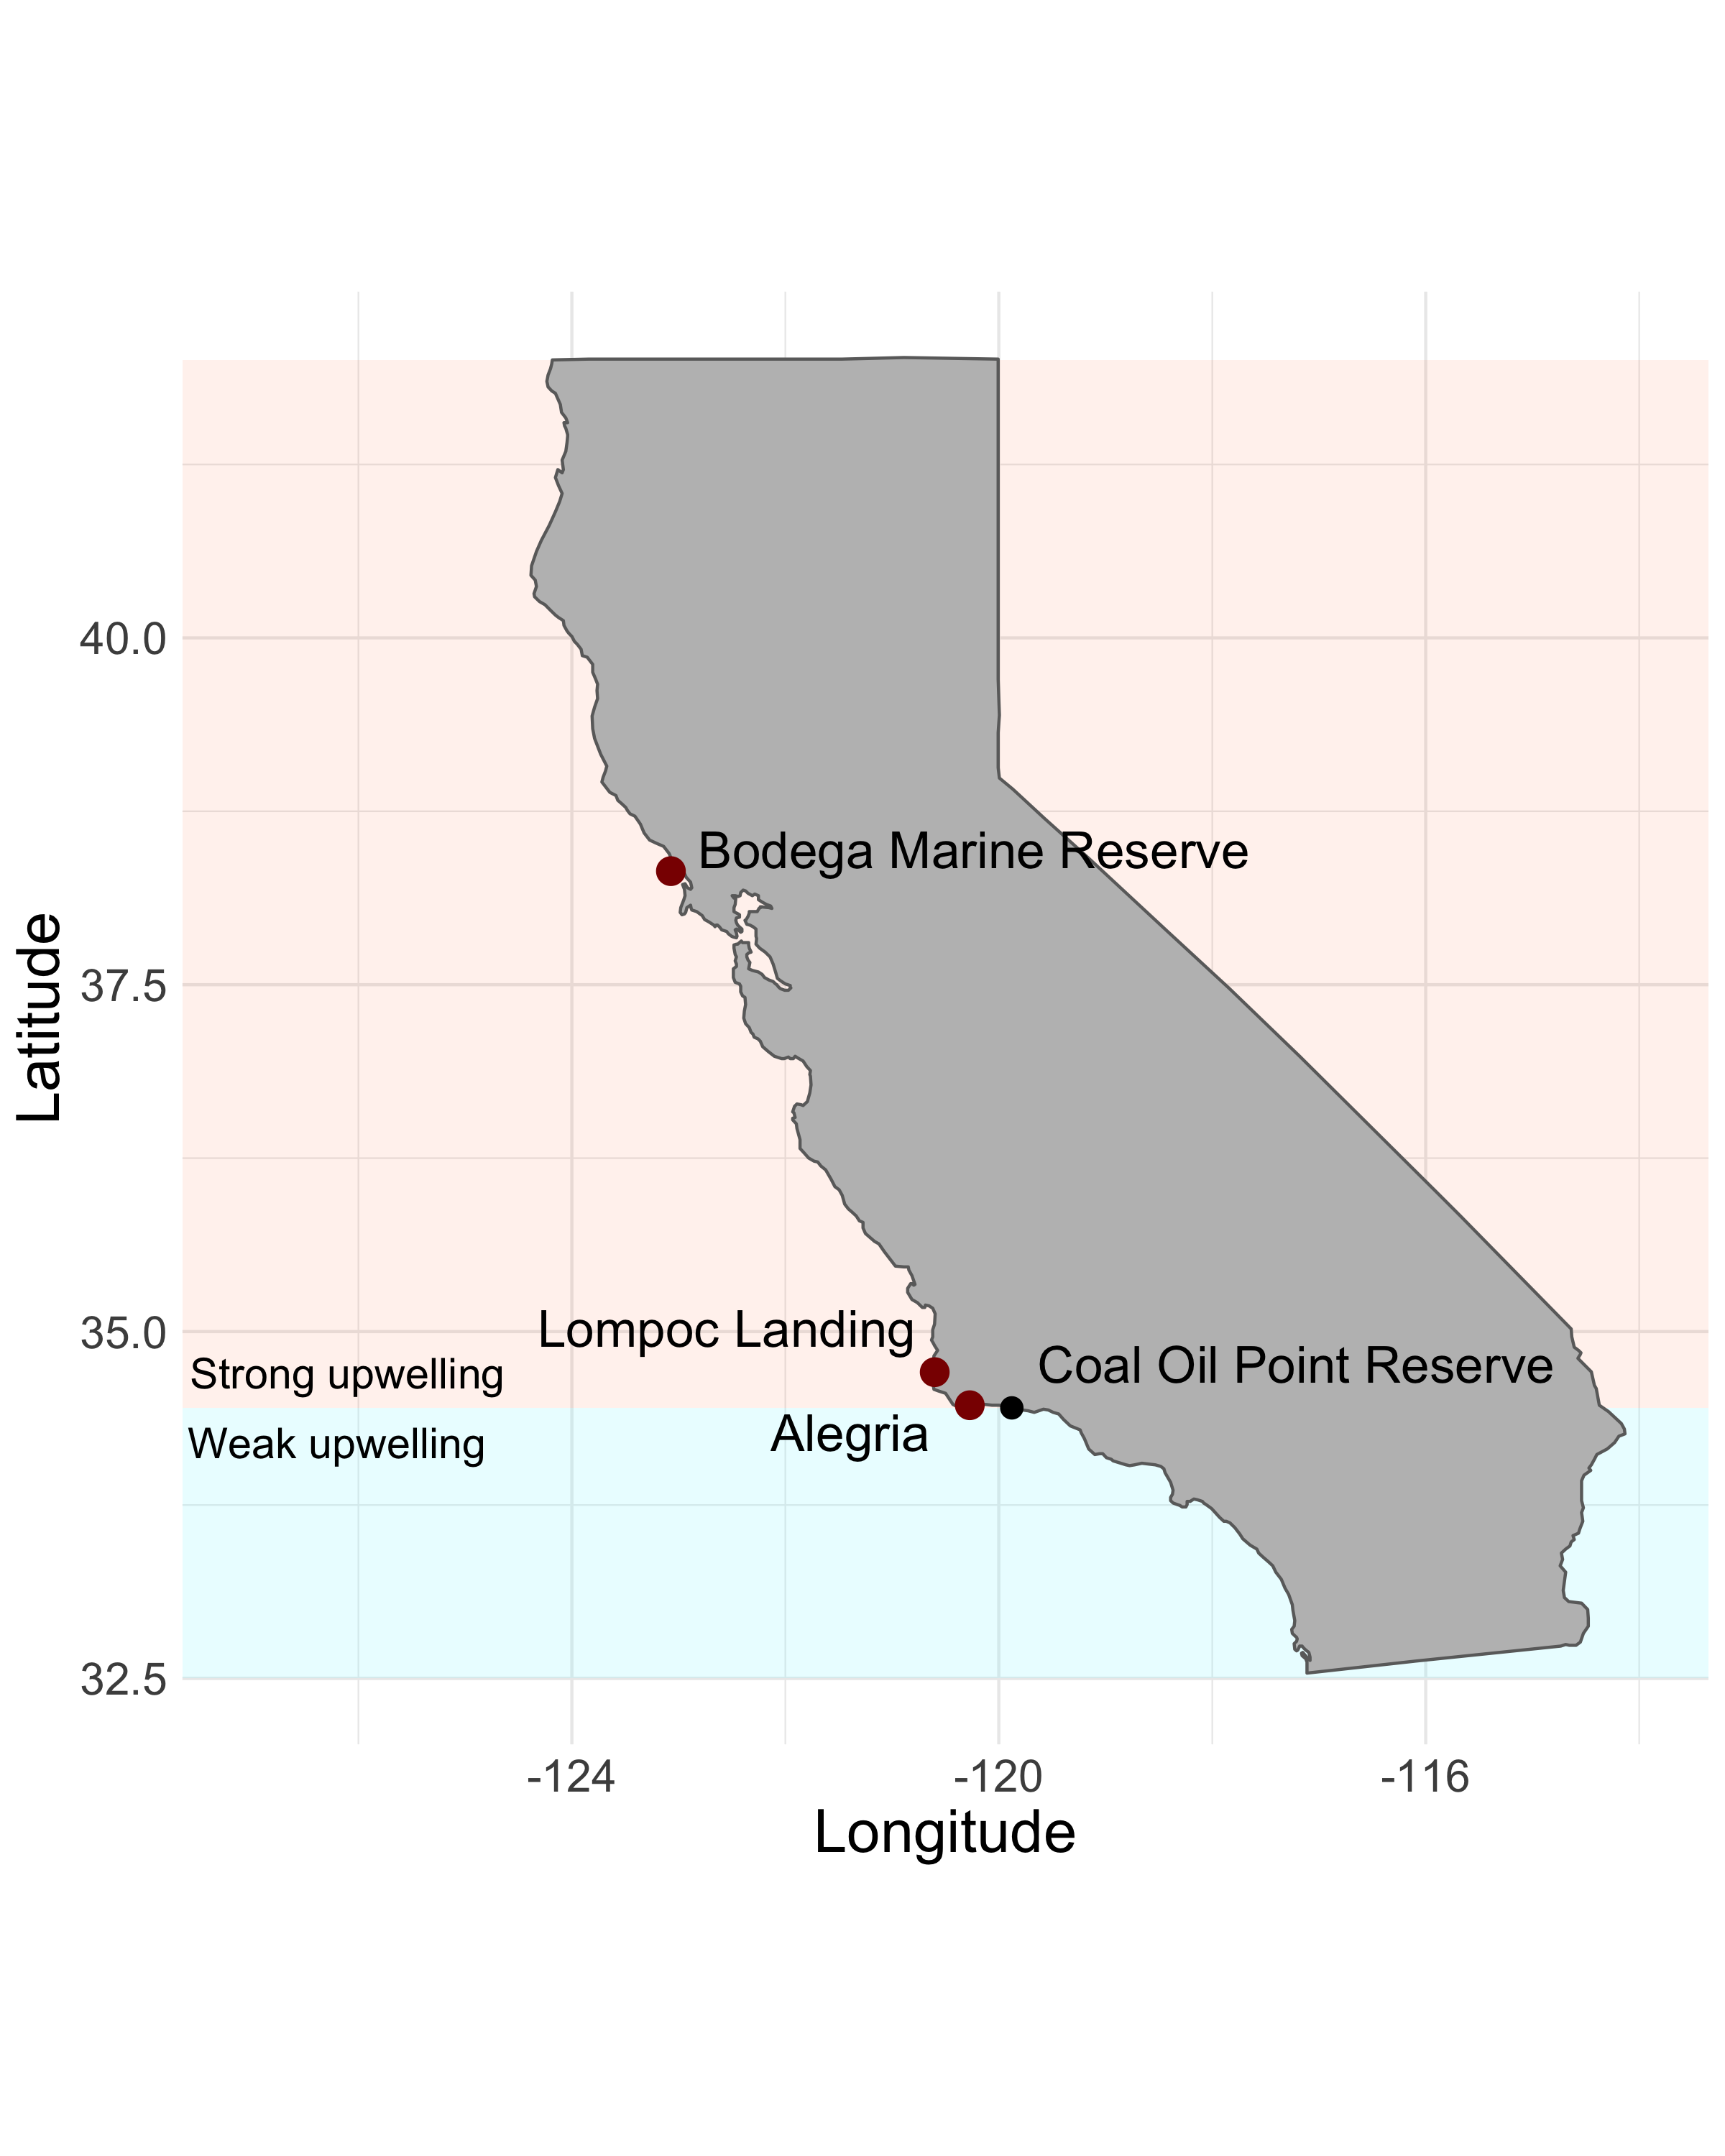 40.0
Bodega Marine Reserve
Latitude
37.5
Lompoc Landing
35.0
Coal Oil Point Reserve
Strong upwelling
Alegria
Weak upwelling
32.5
-124
-120
-116
Longitude